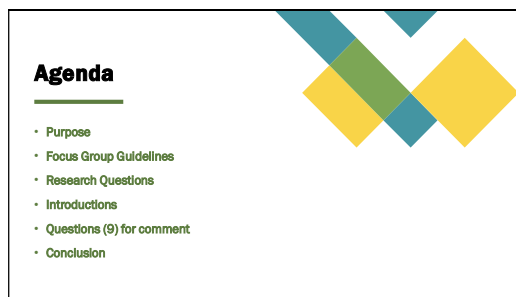 Agenda
• Purpose
• Focus Group Guidelines
• Research Questions
• Introductions
• Questions (9) for comment
• Conclusion